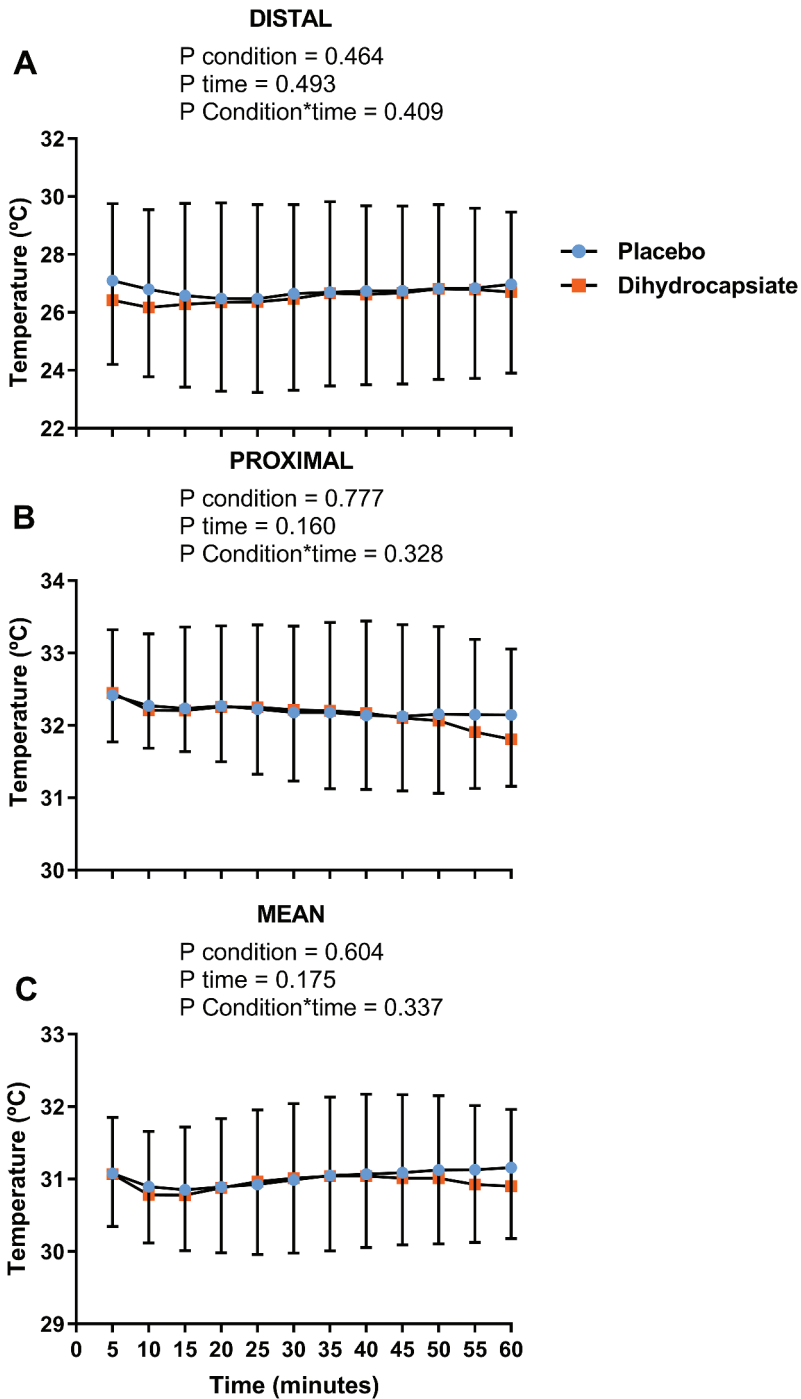 DISTAL
A
P condition = 0.464
P time = 0.493
P Condition*time = 0.409
32
30
28
26
24
22
Temperature (ºC)
Placebo
Dihydrocapsiate
PROXIMAL
B
P condition = 0.777
P time = 0.160
P Condition*time = 0.328
34
33
32
31
30
Temperature (ºC)
MEAN
C
P condition = 0.604
P time = 0.175
P Condition*time = 0.337
33
32
31
30
29
Temperature (ºC)
0 5 10 15 20 25 30 35 40 45 50 55 60
Time (minutes)